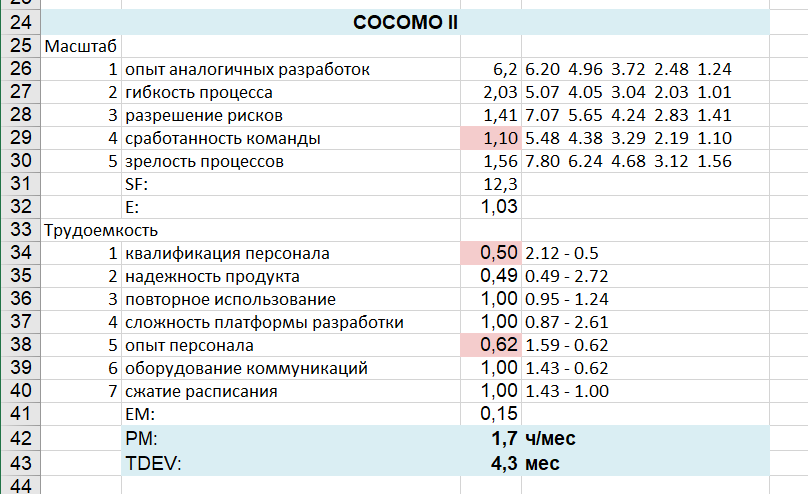 24 COCOMO II
25 Масштаб
26 1 опыт аналогичных разработок 6,2 6.20 4.96 3.72 2.48 1.24
27 2 гибкость процесса 2,03 5.07 4.05 3.04 2.03 1.01
28 3 разрешение рисков 1,41 7.07 5.65 4.24 2.83 1.41
29 4 сработанность команды 1,10 5.48 4.38 3.29 2.19 1.10
30 5 зрелость процессов 1,56 7.80 6.24 4.68 3.12 1.56
31 SF: 12,3
32 E: 1,03
33 Трудоемкость
34 1 квалификация персонала 0,50 2.12 - 0.5
35 2 надежность продукта 0,49 0.49 - 2.72
36 3 повторное использование 1,00 0.95 - 1.24
37 4 сложность платформы разработки 1,00 0.87 - 2.61
38 5 опыт персонала 0,62 1.59 - 0.62
39 6 оборудование коммуникаций 1,00 1.43 - 0.62
40 7 сжатие расписания 1,00 1.43 - 1.00
41 EM: 0,15
42 PM: 1,7 ч/мес
43 TDEV: 4,3 мес
44